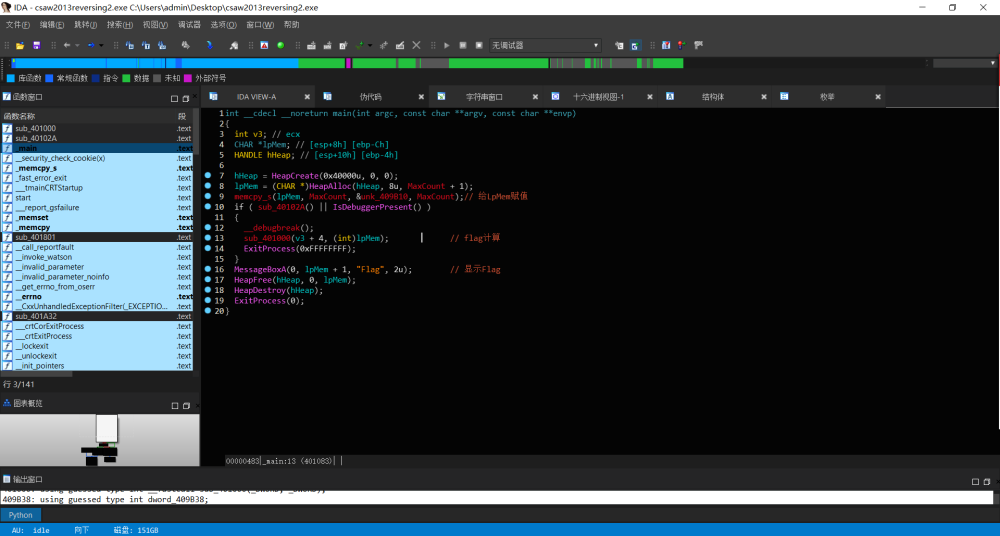 IDA - csaw2013reversing2.exe C:\Users\admin\Desktop\csaw2013reversing2.exe
文件(F) 编辑(E) 跳转(J) 搜索(H) 视图(V) 调试器 选项(O) 窗口(W) 帮助
无调试器
库函数 常规函数 指令 数据 未知 外部符号
函数窗口
IDA VIEW-A 伪代码 字符串窗口 十六进制视图-1 结构体 枚举
函数名称 段
sub_401000 .text
sub_40102A .text
_main .text
__security_check_cookie(x) .text
_memcpy_s .text
_fast_error_exit .text
___tmainCRTStartup .text
start .text
___report_gsfailure .text
_memset .text
_memcpy .text
sub_401801 .text
__call_reportfault .text
__invoke_watson .text
__invalid_parameter .text
__invalid_parameter_noinfo .text
__get_errno_from_oserr .text
__errno .text
__CxxUnhandledExceptionFilter(_EXCEPTIO... .text
sub_401A32 .text
___crtCorExitProcess .text
___crtExitProcess .text
__lockexit .text
__unlockexit .text
__init_pointers .text
行 3/141
图表概览
1 int __cdecl __noreturn main(int argc, const char **argv, const char **envp)
2 {
3 int v3; // ecx
4 CHAR *lpMem; // [esp+8h] [ebp-Ch]
5 HANDLE hHeap; // [esp+10h] [ebp-4h]
6
7 hHeap = HeapCreate(0x40000u, 0, 0);
8 lpMem = (CHAR *)HeapAlloc(hHeap, 8u, MaxCount + 1);
9 memcpy_s(lpMem, MaxCount, &unk_409B10, MaxCount);// 给LpMem赋值
10 if ( sub_40102A() || IsDebuggerPresent() )
11 {
12 __debugbreak();
13 sub_401000(v3 + 4, (int)lpMem); // flag计算
14 ExitProcess(0xFFFFFFFF);
15 }
16 MessageBoxA(0, lpMem + 1, "Flag", 2u); // 显示Flag
17 HeapFree(hHeap, 0, lpMem);
18 HeapDestroy(hHeap);
19 ExitProcess(0);
20 }
00000483 _main:13 (401083)
输出窗口
409B38: using guessed type int dword_409B38;
Python
AU: idle 向下 磁盘: 151GB